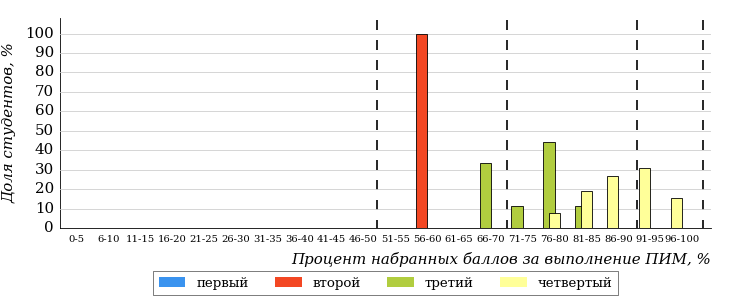 Доля студентов, %
100
90
80
70
60
50
40
30
20
10
0
0-5 6-10 11-15 16-20 21-25 26-30 31-35 36-40 41-45 46-50 51-55 56-60 61-65 66-70 71-75 76-80 81-85 86-90 91-95 96-100
Процент набранных баллов за выполнение ПИМ, %
первый второй третий четвертый